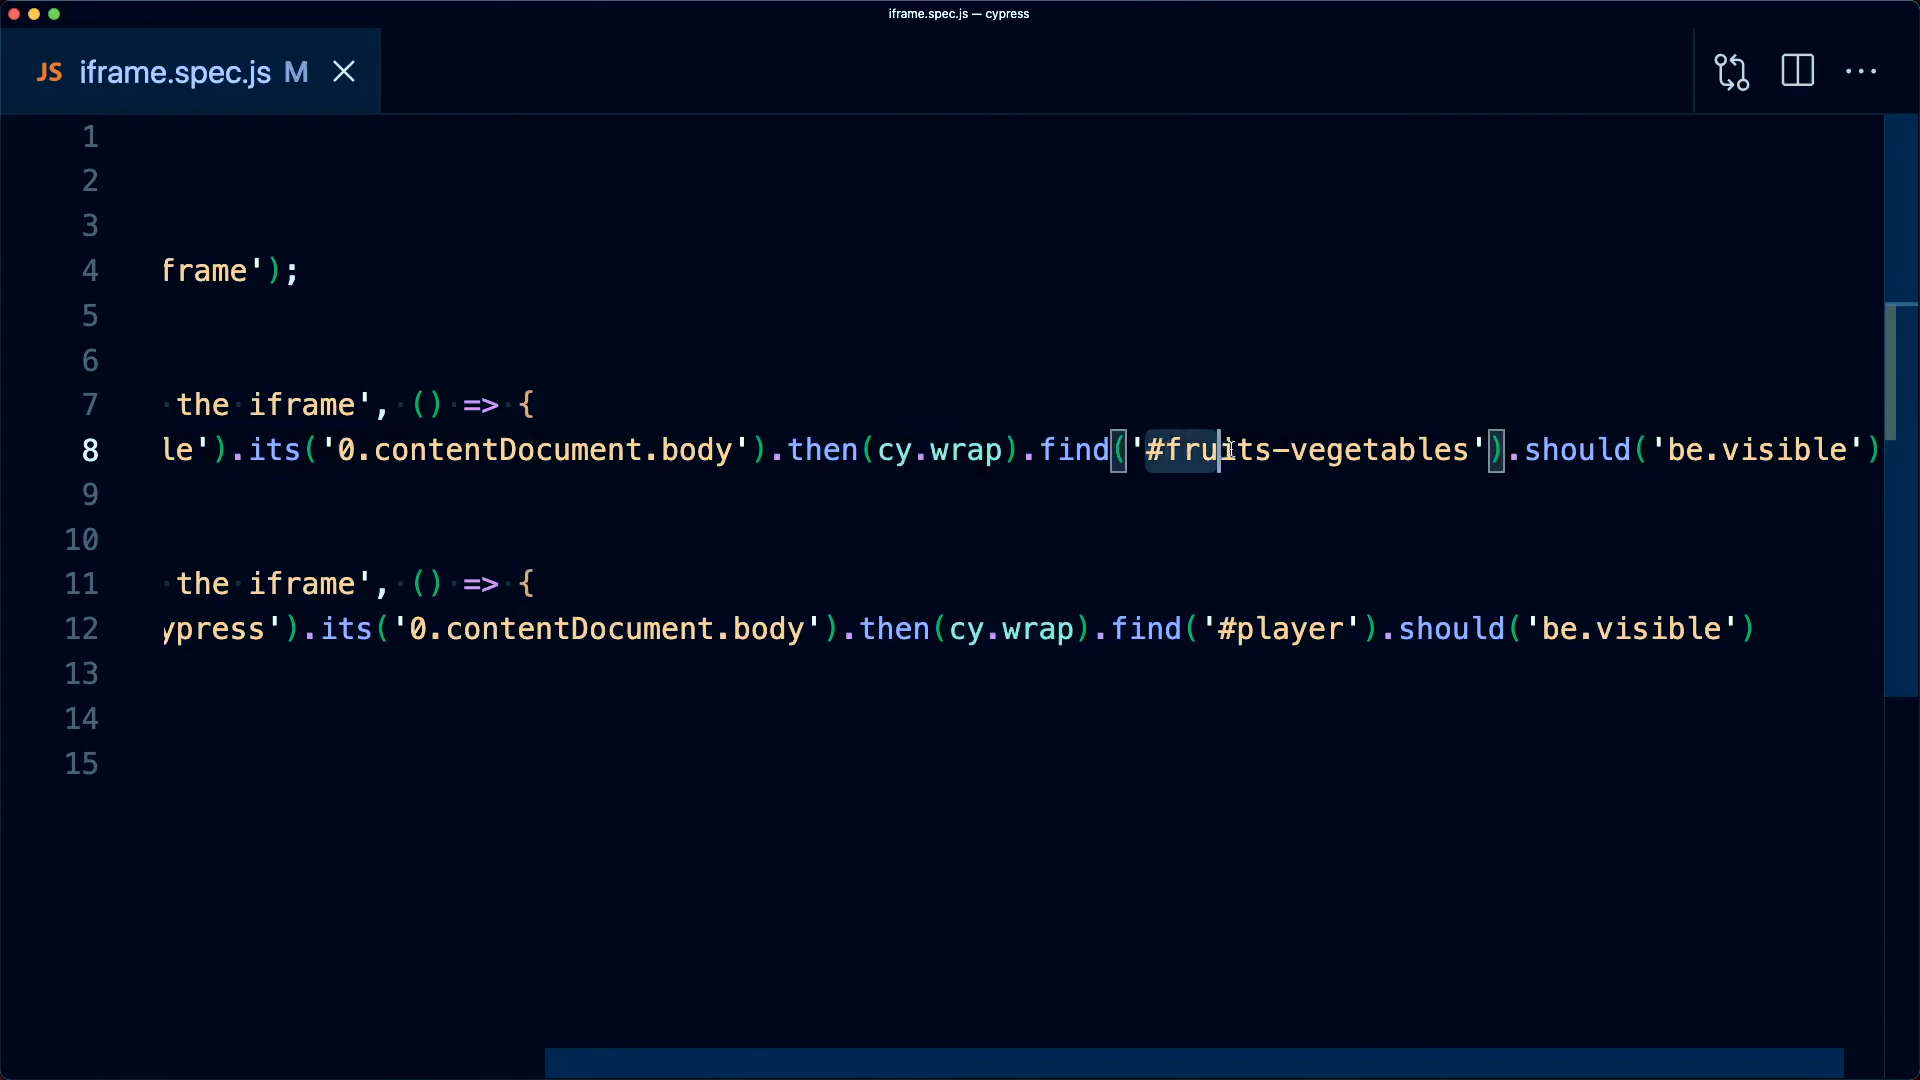 iframe.spec.js — cypress
JS iframe.spec.js M
1
2
3
4 frame');
5
6
7 the iframe', () => {
8 le').its('0.contentDocument.body').then(cy.wrap).find('#fruits-vegetables').should('be.visible')
9
10
11 the iframe', () => {
12 ypress').its('0.contentDocument.body').then(cy.wrap).find('#player').should('be.visible')
13
14
15